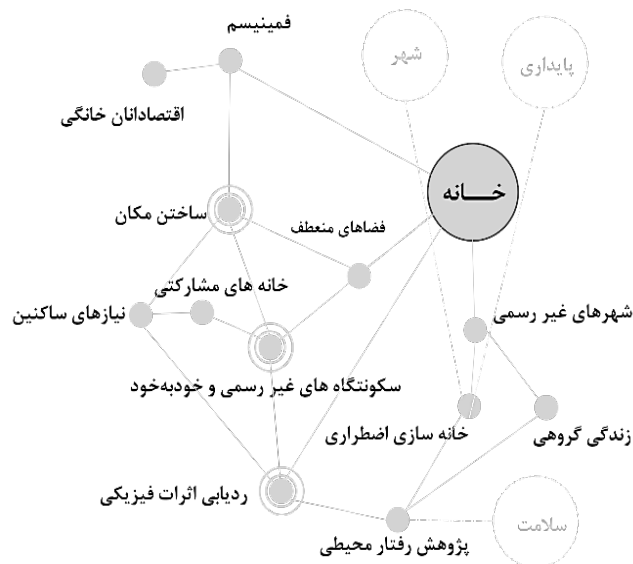 فمینیسم
شهر
پایداری
اقتصادانان خانگی
خـــانه
ساختن مکان
فضاهای منعطف
خانه های مشارکتی
نیازهای ساکنین
شهرهای غیر رسمی
سکونتگاه های غیر رسمی و خودبه‌خود
خانه سازی اضطراری
زندگی گروهی
ردیابی اثرات فیزیکی
سلامت
پژوهش رفتار محیطی